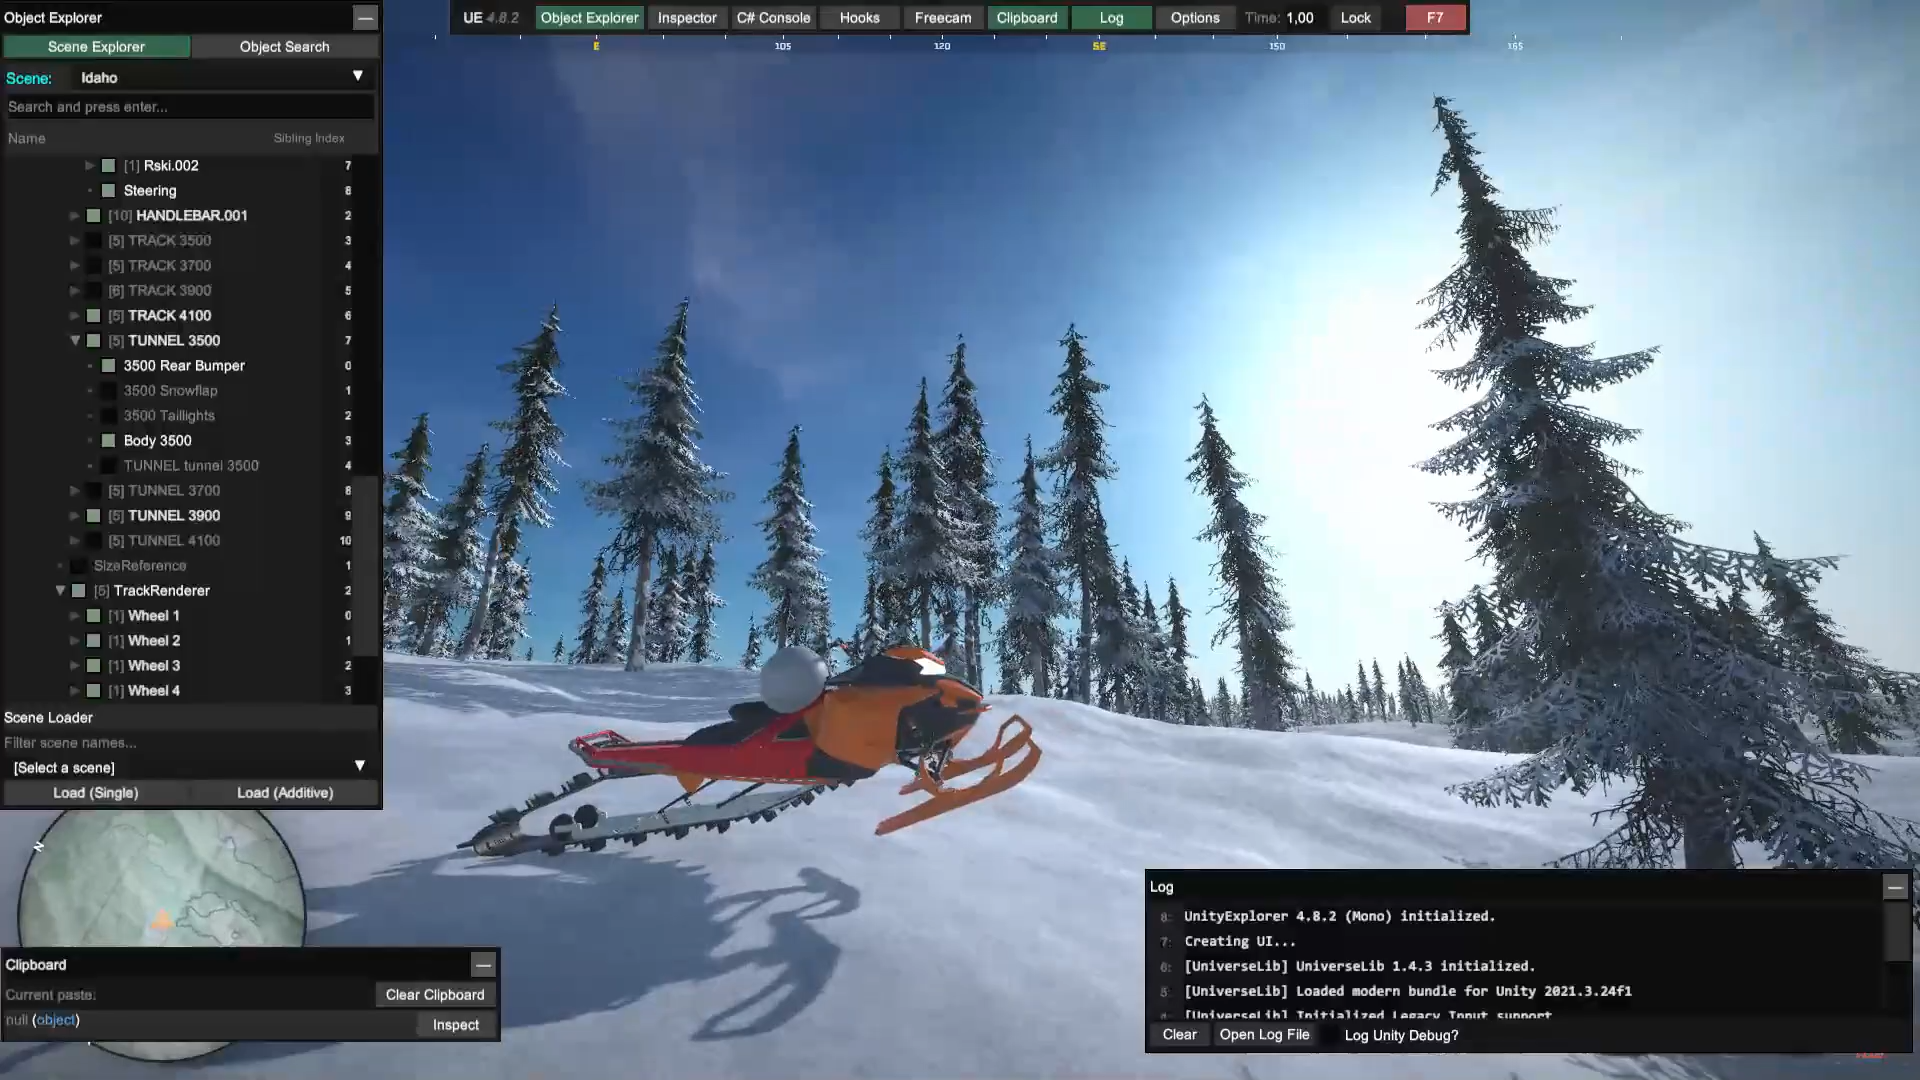 Object Explorer
—
Scene Explorer
Object Search
Scene:
Idaho
▼
Search and press enter...
Name
Sibling Index
[1] Rski.002 7
Steering 8
[10] HANDLEBAR.001 2
[5] TRACK 3500 3
[5] TRACK 3700 4
[6] TRACK 3900 5
[5] TRACK 4100 6
[5] TUNNEL 3500 7
3500 Rear Bumper 0
3500 Snowflap 1
3500 Taillights 2
Body 3500 3
TUNNEL tunnel 3500 4
[5] TUNNEL 3700 8
[5] TUNNEL 3900 9
[5] TUNNEL 4100 10
SizeReference 1
[5] TrackRenderer 2
[1] Wheel 1 0
[1] Wheel 2 1
[1] Wheel 3 2
[1] Wheel 4 3
Scene Loader
Filter scene names...
[Select a scene] ▼
Load (Single)
Load (Additive)
UE 4.8.2
Object Explorer
Inspector
C# Console
Hooks
Freecam
Clipboard
Log
Options
Time: 1,00
Lock
F7
E 105 120 SE 150 165
N
Clipboard
—
Current paste:
Clear Clipboard
null (object)
Inspect
Log
—
8: UnityExplorer 4.8.2 (Mono) initialized.
7: Creating UI...
6: [UniverseLib] UniverseLib 1.4.3 initialized.
5: [UniverseLib] Loaded modern bundle for Unity 2021.3.24f1
[UniverseLib] Initialized Legacy Input support
Clear
Open Log File
Log Unity Debug?